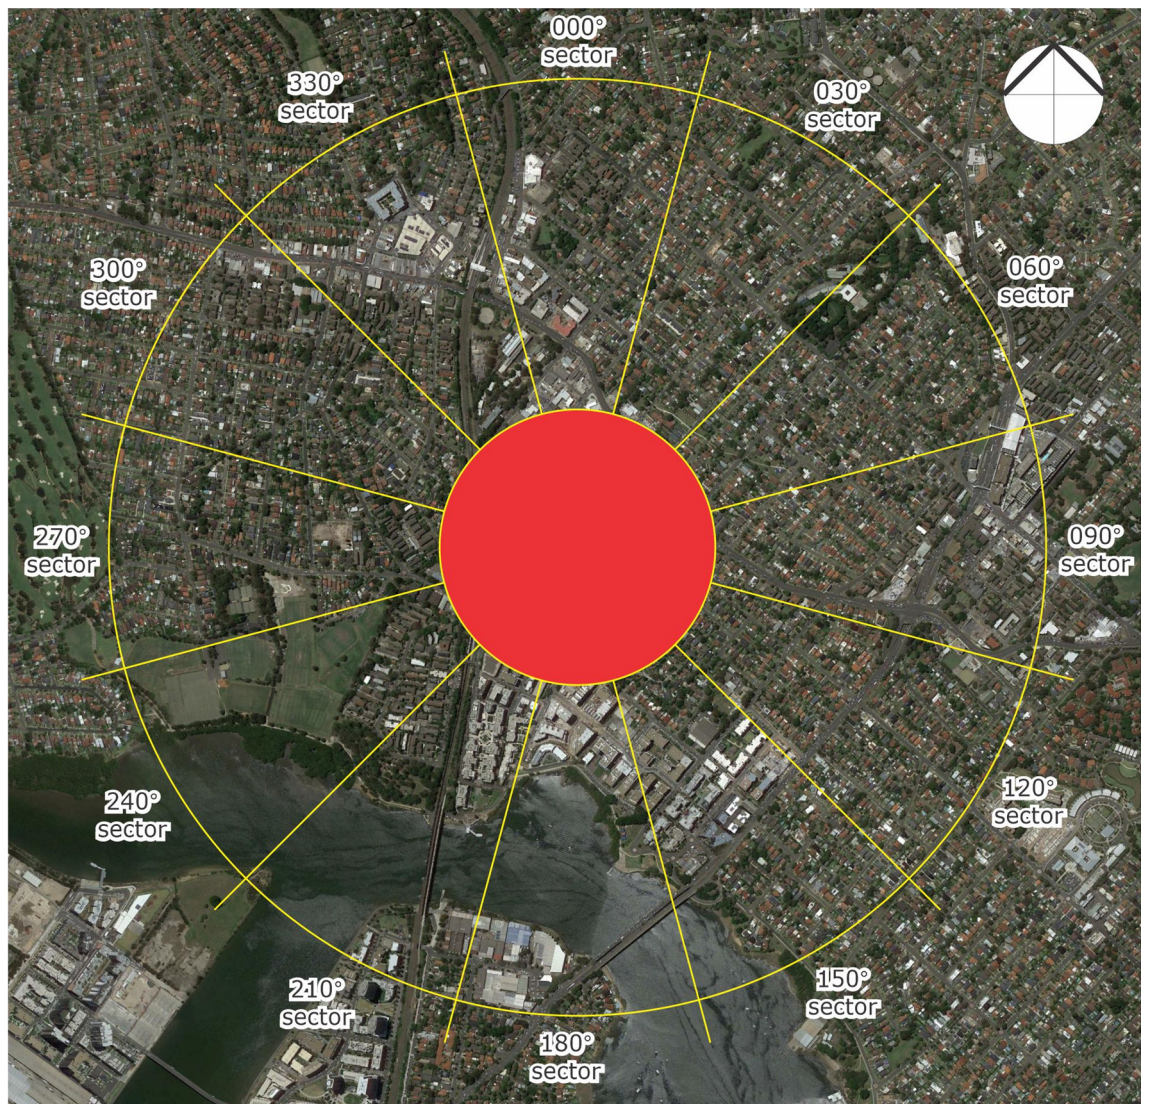 000°
sector
330°
sector
030°
sector
300°
sector
060°
sector
270°
sector
090°
sector
240°
sector
120°
sector
210°
sector
150°
sector
180°
sector